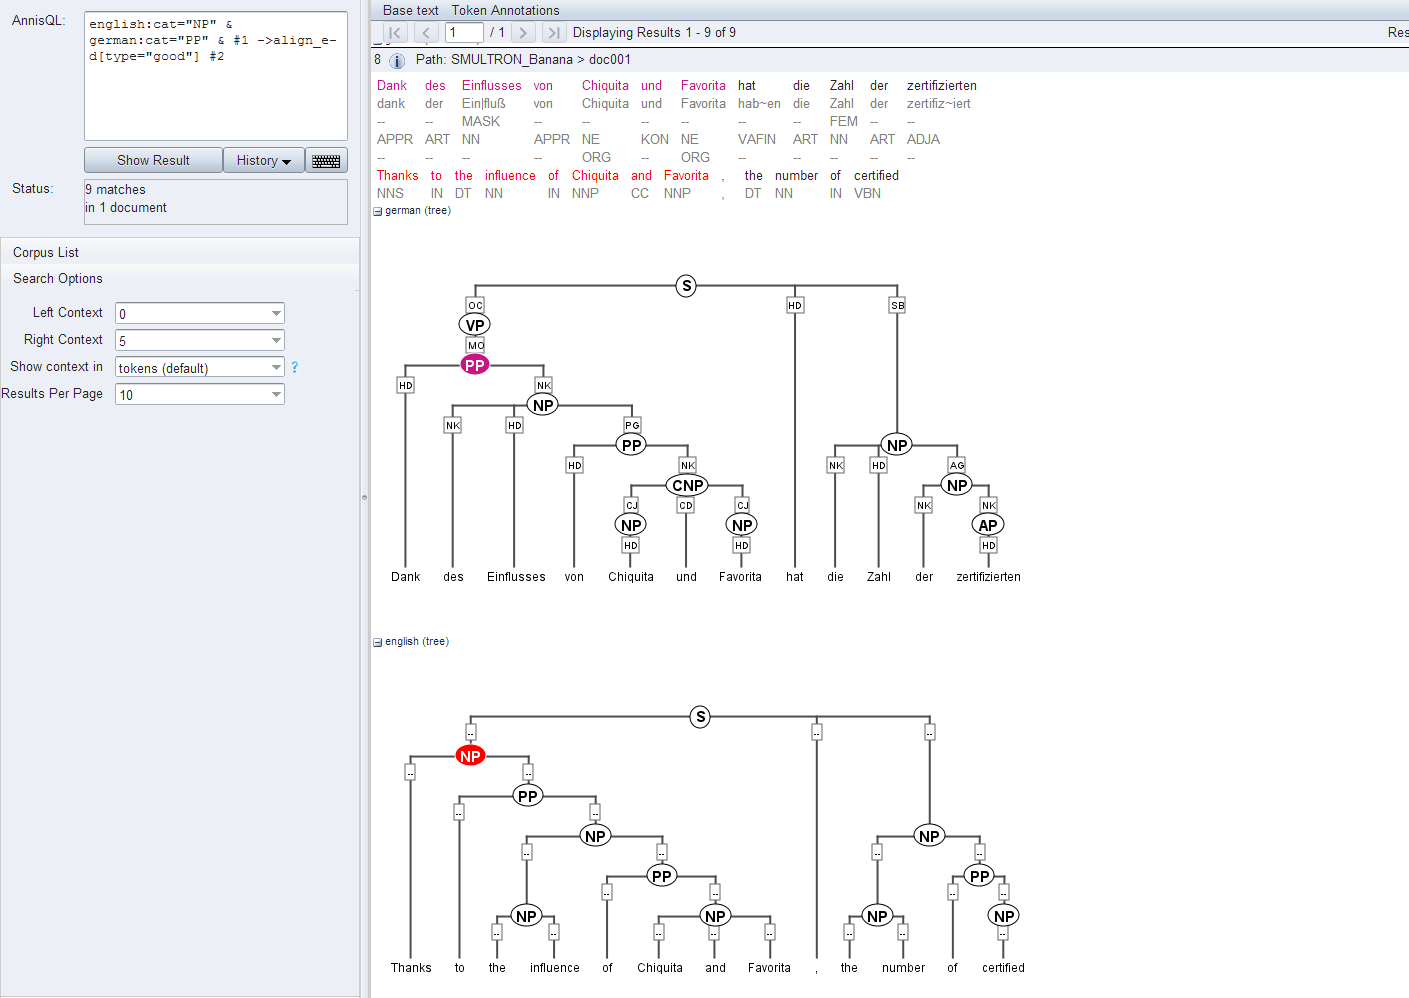 AnnisQL:
english:cat="NP" &
german:cat="PP" & #1 ->align_e-
d[type="good"] #2
Show Result
History
Status:
9 matches
in 1 document
Corpus List
Search Options
Left Context 0
Right Context 5
Show context in tokens (default) ?
Results Per Page 10
Base text Token Annotations
1 / 1 Displaying Results 1 - 9 of 9 Res
8 i Path: SMULTRON_Banana > doc001
Dank des Einflusses von Chiquita und Favorita hat die Zahl der zertifizierten
dank der Ein|fluß von Chiquita und Favorita hab~en die Zahl der zertifiz~iert
-- -- MASK -- -- -- -- -- -- FEM -- --
APPR ART NN APPR NE KON NE VAFIN ART NN ART ADJA
-- -- -- -- ORG -- ORG -- -- -- -- --
Thanks to the influence of Chiquita and Favorita , the number of certified
NNS IN DT NN IN NNP CC NNP , DT NN IN VBN
german (tree)
S
OC HD SB
VP
MO
PP
HD NK
NP
NK HD PG
PP NP
HD NK NK HD AG
CNP NP
CJ CD CJ NK NK
NP NP AP
HD HD HD
Dank des Einflusses von Chiquita und Favorita hat die Zahl der zertifizierten
english (tree)
S
-- -- --
NP
-- --
PP
-- --
NP NP
-- -- -- --
PP PP
-- -- -- --
NP NP NP NP
-- -- -- -- -- -- -- --
Thanks to the influence of Chiquita and Favorita , the number of certified